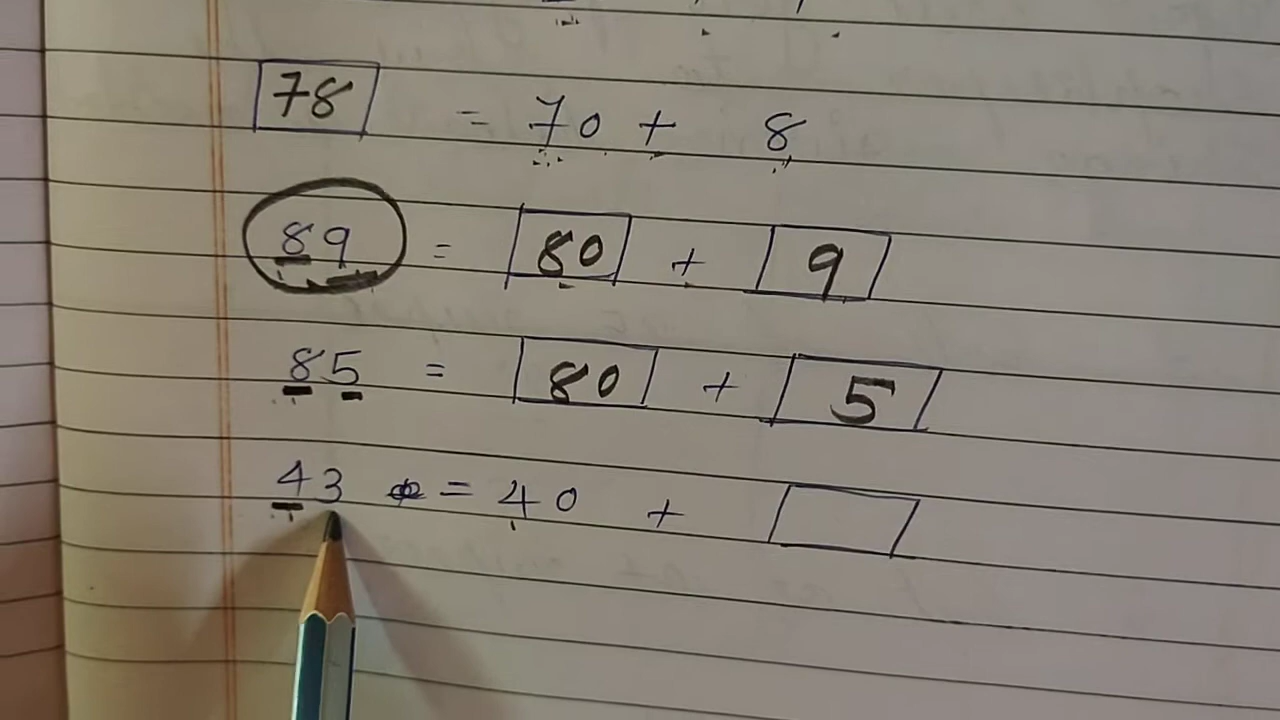 78 = 70 + 8
89 = 80 + 9
85 = 80 + 5
43 = 40 +